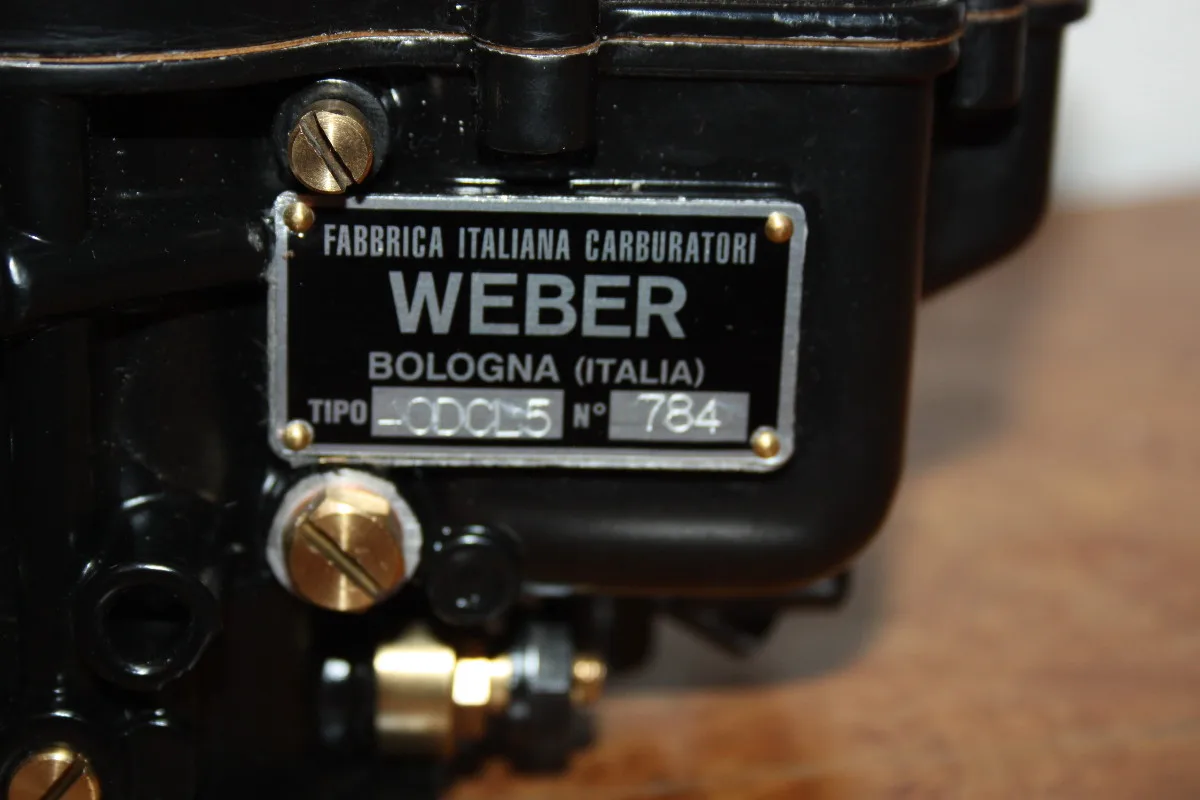 FABBRICA ITALIANA CARBURATORI
WEBER
BOLOGNA (ITALIA)
TIPO -ODCL5 N° 784